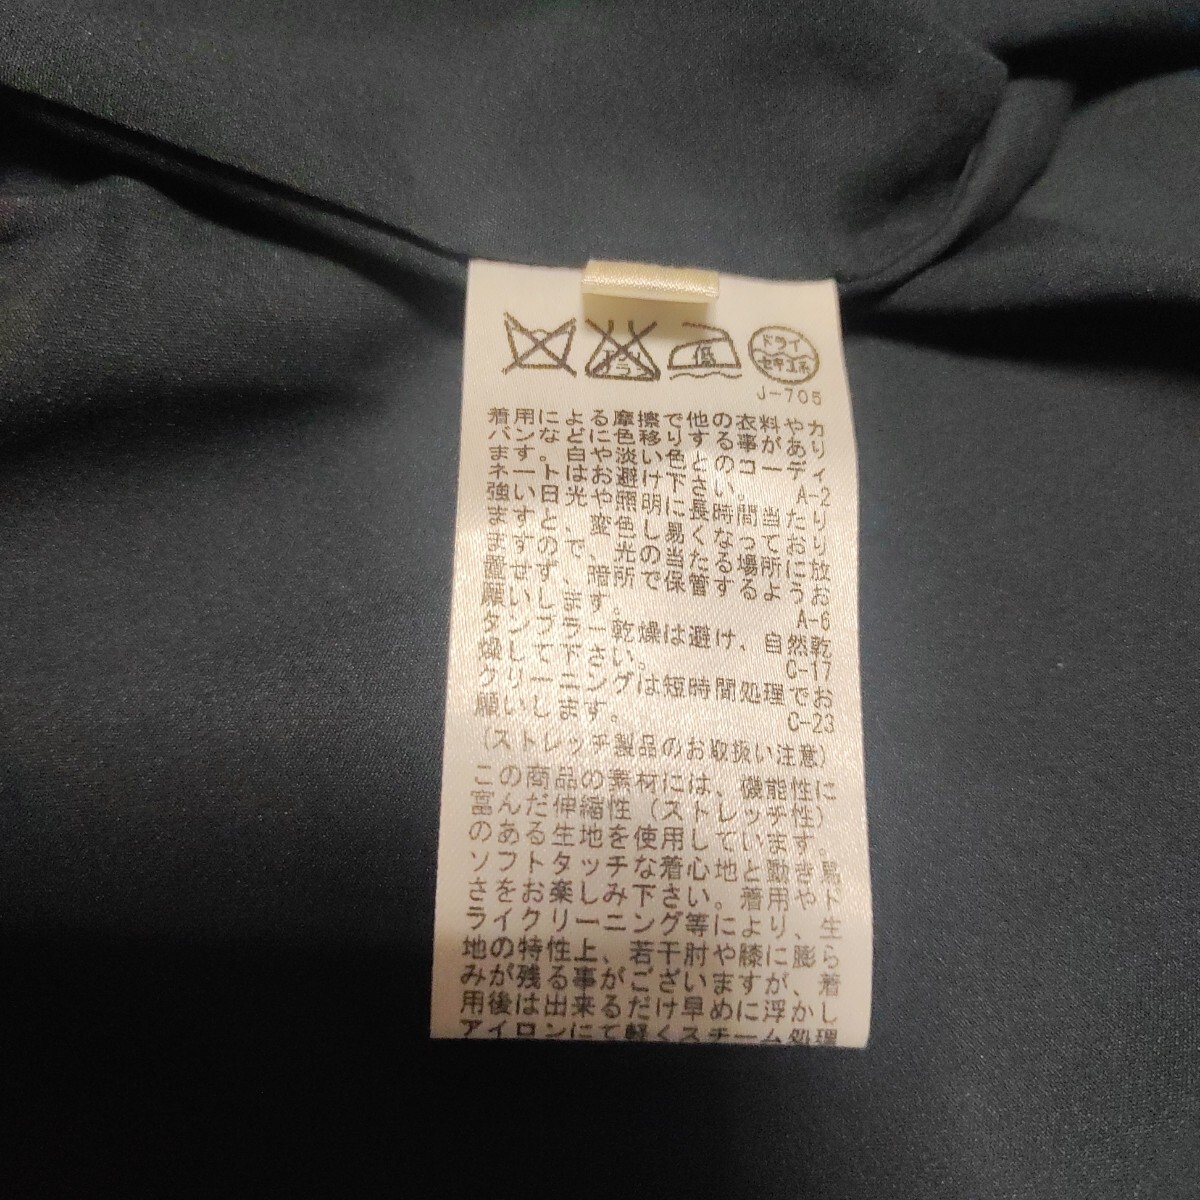 エンソ
サラシ
低
ドライ
セキユ系
J-705
着用による摩擦で他の衣料やカ
バンなどに色移りする事があり
ます。白や淡い色とのコーディ
ネートはお避け下さい。 A-2
強い日光や照明に長時間当たり
ますと、変色し易くなっており
ますので、光の当たる場所に放
置せず、暗所で保管するようお
願いします。 A-6
タンブラー乾燥は避け、自然乾
燥して下さい。 C-17
クリーニングは短時間処理でお
願いします。 C-23
(ストレッチ製品のお取扱い注意)
この商品の素材には、機能性に
富んだ伸縮性(ストレッチ性)
のある生地を使用しています。
ソフトタッチな着心地と動き易
さをお楽しみ下さい。着用やド
ライクリーニング等により、生
地の特性上、若干肘や膝に膨ら
みが残る事がございますが、着
用後は出来るだけ早めに浮かし
アイロンにて軽くスチーム処理